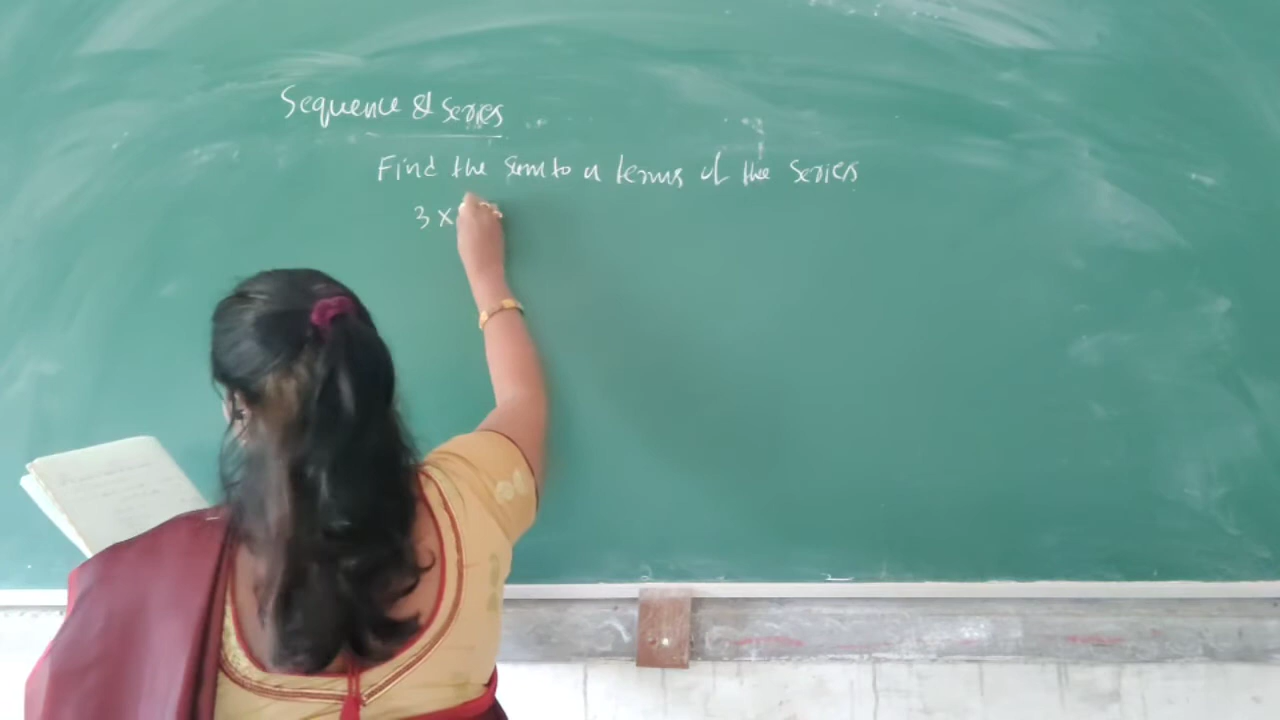 Sequence & Series
Find the sum to n terms of the series
3 ×